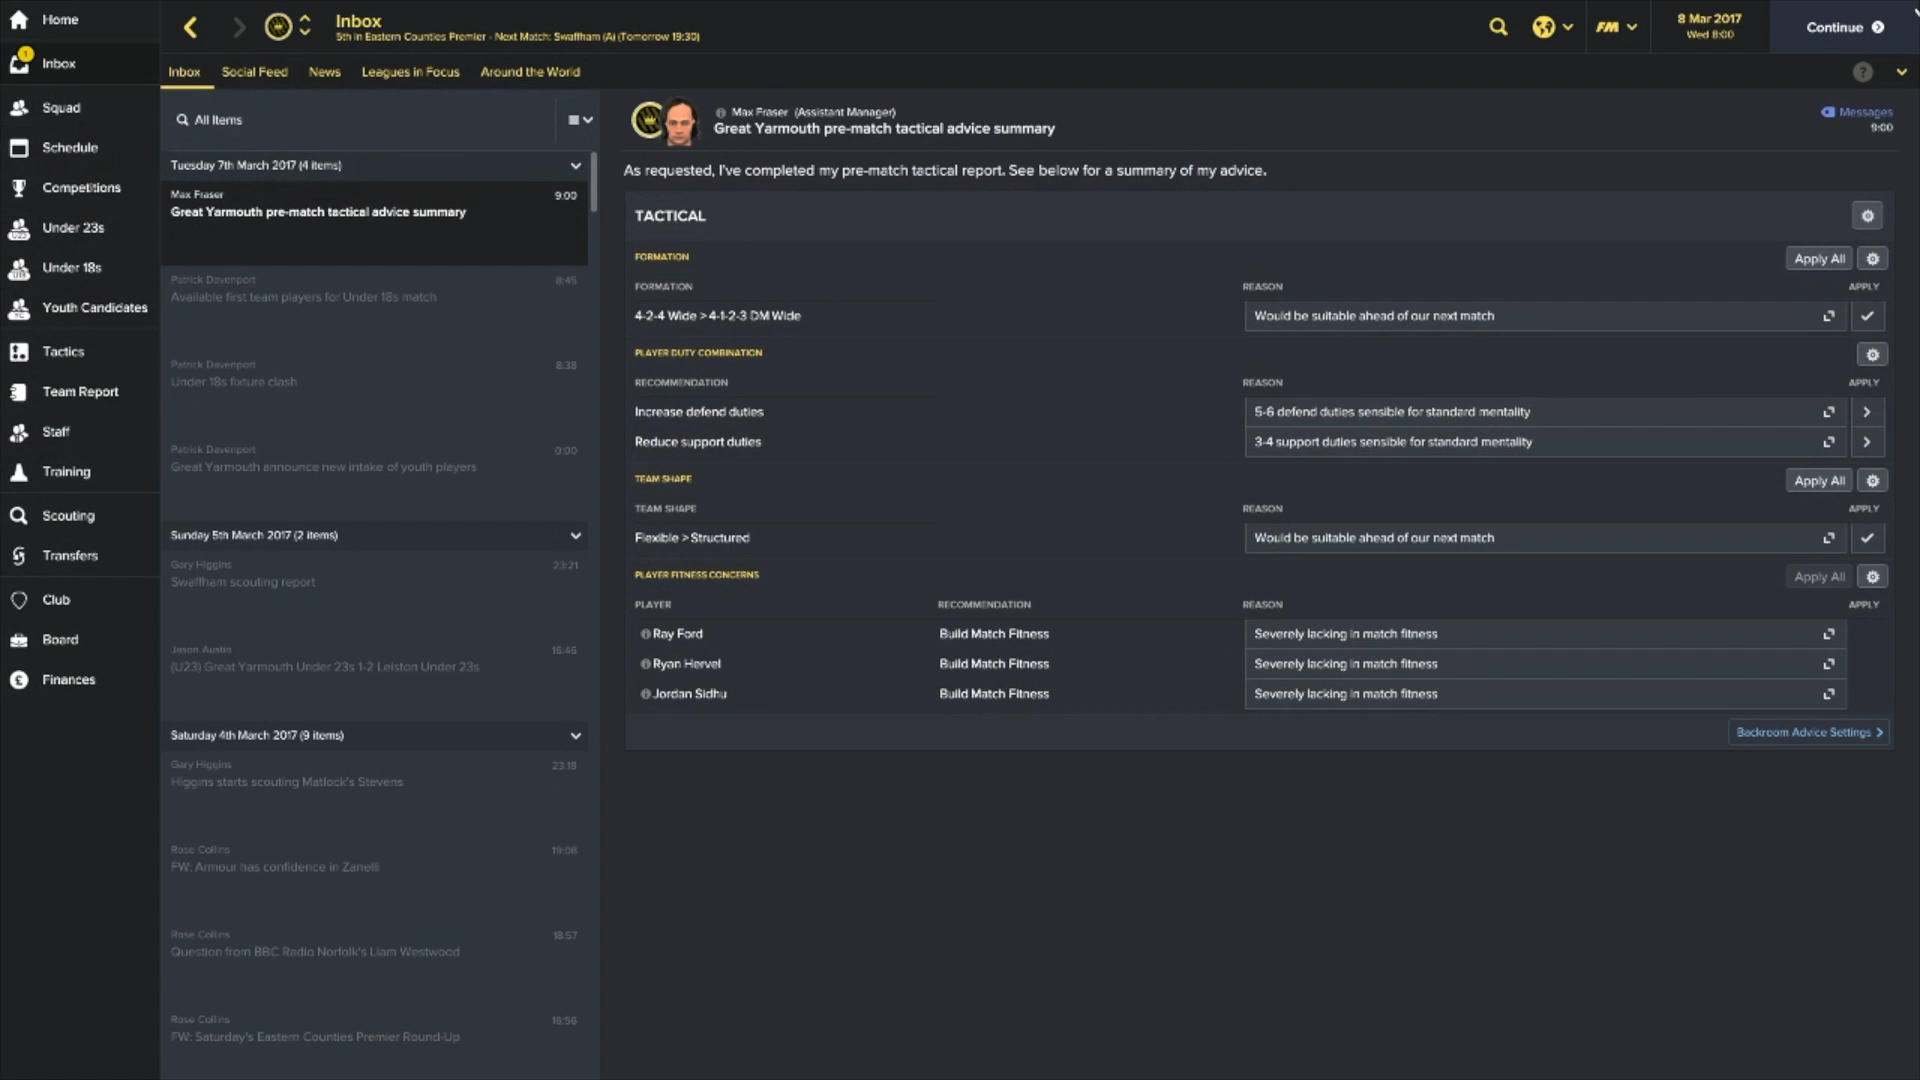 Home
Inbox
Squad
Schedule
Competitions
Under 23s
Under 18s
Youth Candidates
Tactics
Team Report
Staff
Training
Scouting
Transfers
Club
Board
Finances
1
U23
U18
YC
Inbox
5th in Eastern Counties Premier - Next Match: Swaffham (A) (Tomorrow 19:30)
FM
8 Mar 2017
Wed 8:00
Continue
Inbox Social Feed News Leagues in Focus Around the World
?
All Items
Tuesday 7th March 2017 (4 items)
Max Fraser 9:00
Great Yarmouth pre-match tactical advice summary
Patrick Davenport 8:45
Available first team players for Under 18s match
Patrick Davenport 8:38
Under 18s fixture clash
Patrick Davenport 0:00
Great Yarmouth announce new intake of youth players
Sunday 5th March 2017 (2 items)
Gary Higgins 23:21
Swaffham scouting report
Jason Austin 16:46
(U23) Great Yarmouth Under 23s 1-2 Leiston Under 23s
Saturday 4th March 2017 (9 items)
Gary Higgins 23:18
Higgins starts scouting Matlock's Stevens
Rose Collins 19:08
FW: Armour has confidence in Zanelli
Rose Collins 18:57
Question from BBC Radio Norfolk's Liam Westwood
Rose Collins 16:56
FW: Saturday's Eastern Counties Premier Round-Up
Max Fraser (Assistant Manager)
Great Yarmouth pre-match tactical advice summary
Messages
9:00
As requested, I've completed my pre-match tactical report. See below for a summary of my advice.
TACTICAL
FORMATION Apply All
FORMATION REASON APPLY
4-2-4 Wide > 4-1-2-3 DM Wide Would be suitable ahead of our next match
PLAYER DUTY COMBINATION
RECOMMENDATION REASON APPLY
Increase defend duties 5-6 defend duties sensible for standard mentality
Reduce support duties 3-4 support duties sensible for standard mentality
TEAM SHAPE Apply All
TEAM SHAPE REASON APPLY
Flexible > Structured Would be suitable ahead of our next match
PLAYER FITNESS CONCERNS Apply All
PLAYER RECOMMENDATION REASON APPLY
Ray Ford Build Match Fitness Severely lacking in match fitness
Ryan Hervel Build Match Fitness Severely lacking in match fitness
Jordan Sidhu Build Match Fitness Severely lacking in match fitness
Backroom Advice Settings